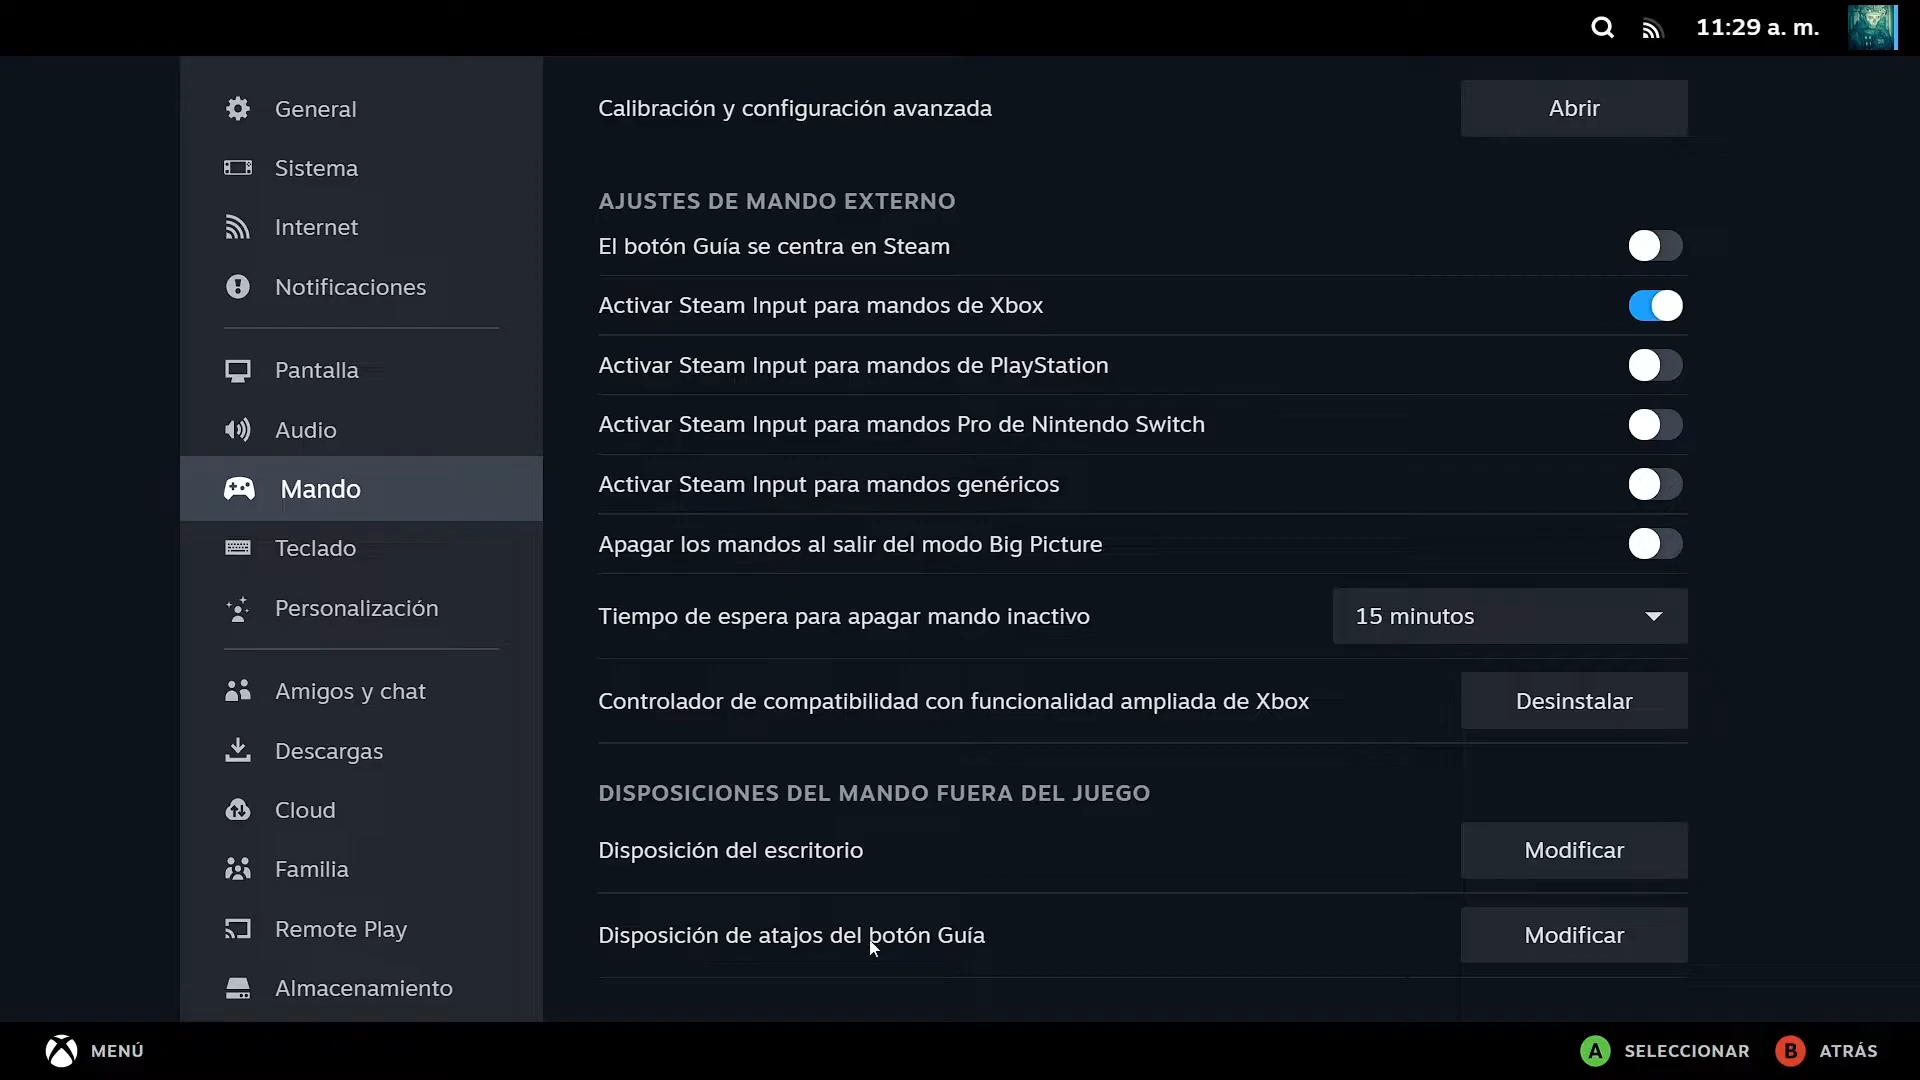 11:29 a. m.
General
Sistema
Internet
Notificaciones
Pantalla
Audio
Mando
Teclado
Personalización
Amigos y chat
Descargas
Cloud
Familia
Remote Play
Almacenamiento
Calibración y configuración avanzada
Abrir
AJUSTES DE MANDO EXTERNO
El botón Guía se centra en Steam
Activar Steam Input para mandos de Xbox
Activar Steam Input para mandos de PlayStation
Activar Steam Input para mandos Pro de Nintendo Switch
Activar Steam Input para mandos genéricos
Apagar los mandos al salir del modo Big Picture
Tiempo de espera para apagar mando inactivo
15 minutos
Controlador de compatibilidad con funcionalidad ampliada de Xbox
Desinstalar
DISPOSICIONES DEL MANDO FUERA DEL JUEGO
Disposición del escritorio
Modificar
Disposición de atajos del botón Guía
Modificar
MENÚ
A SELECCIONAR
B ATRÁS